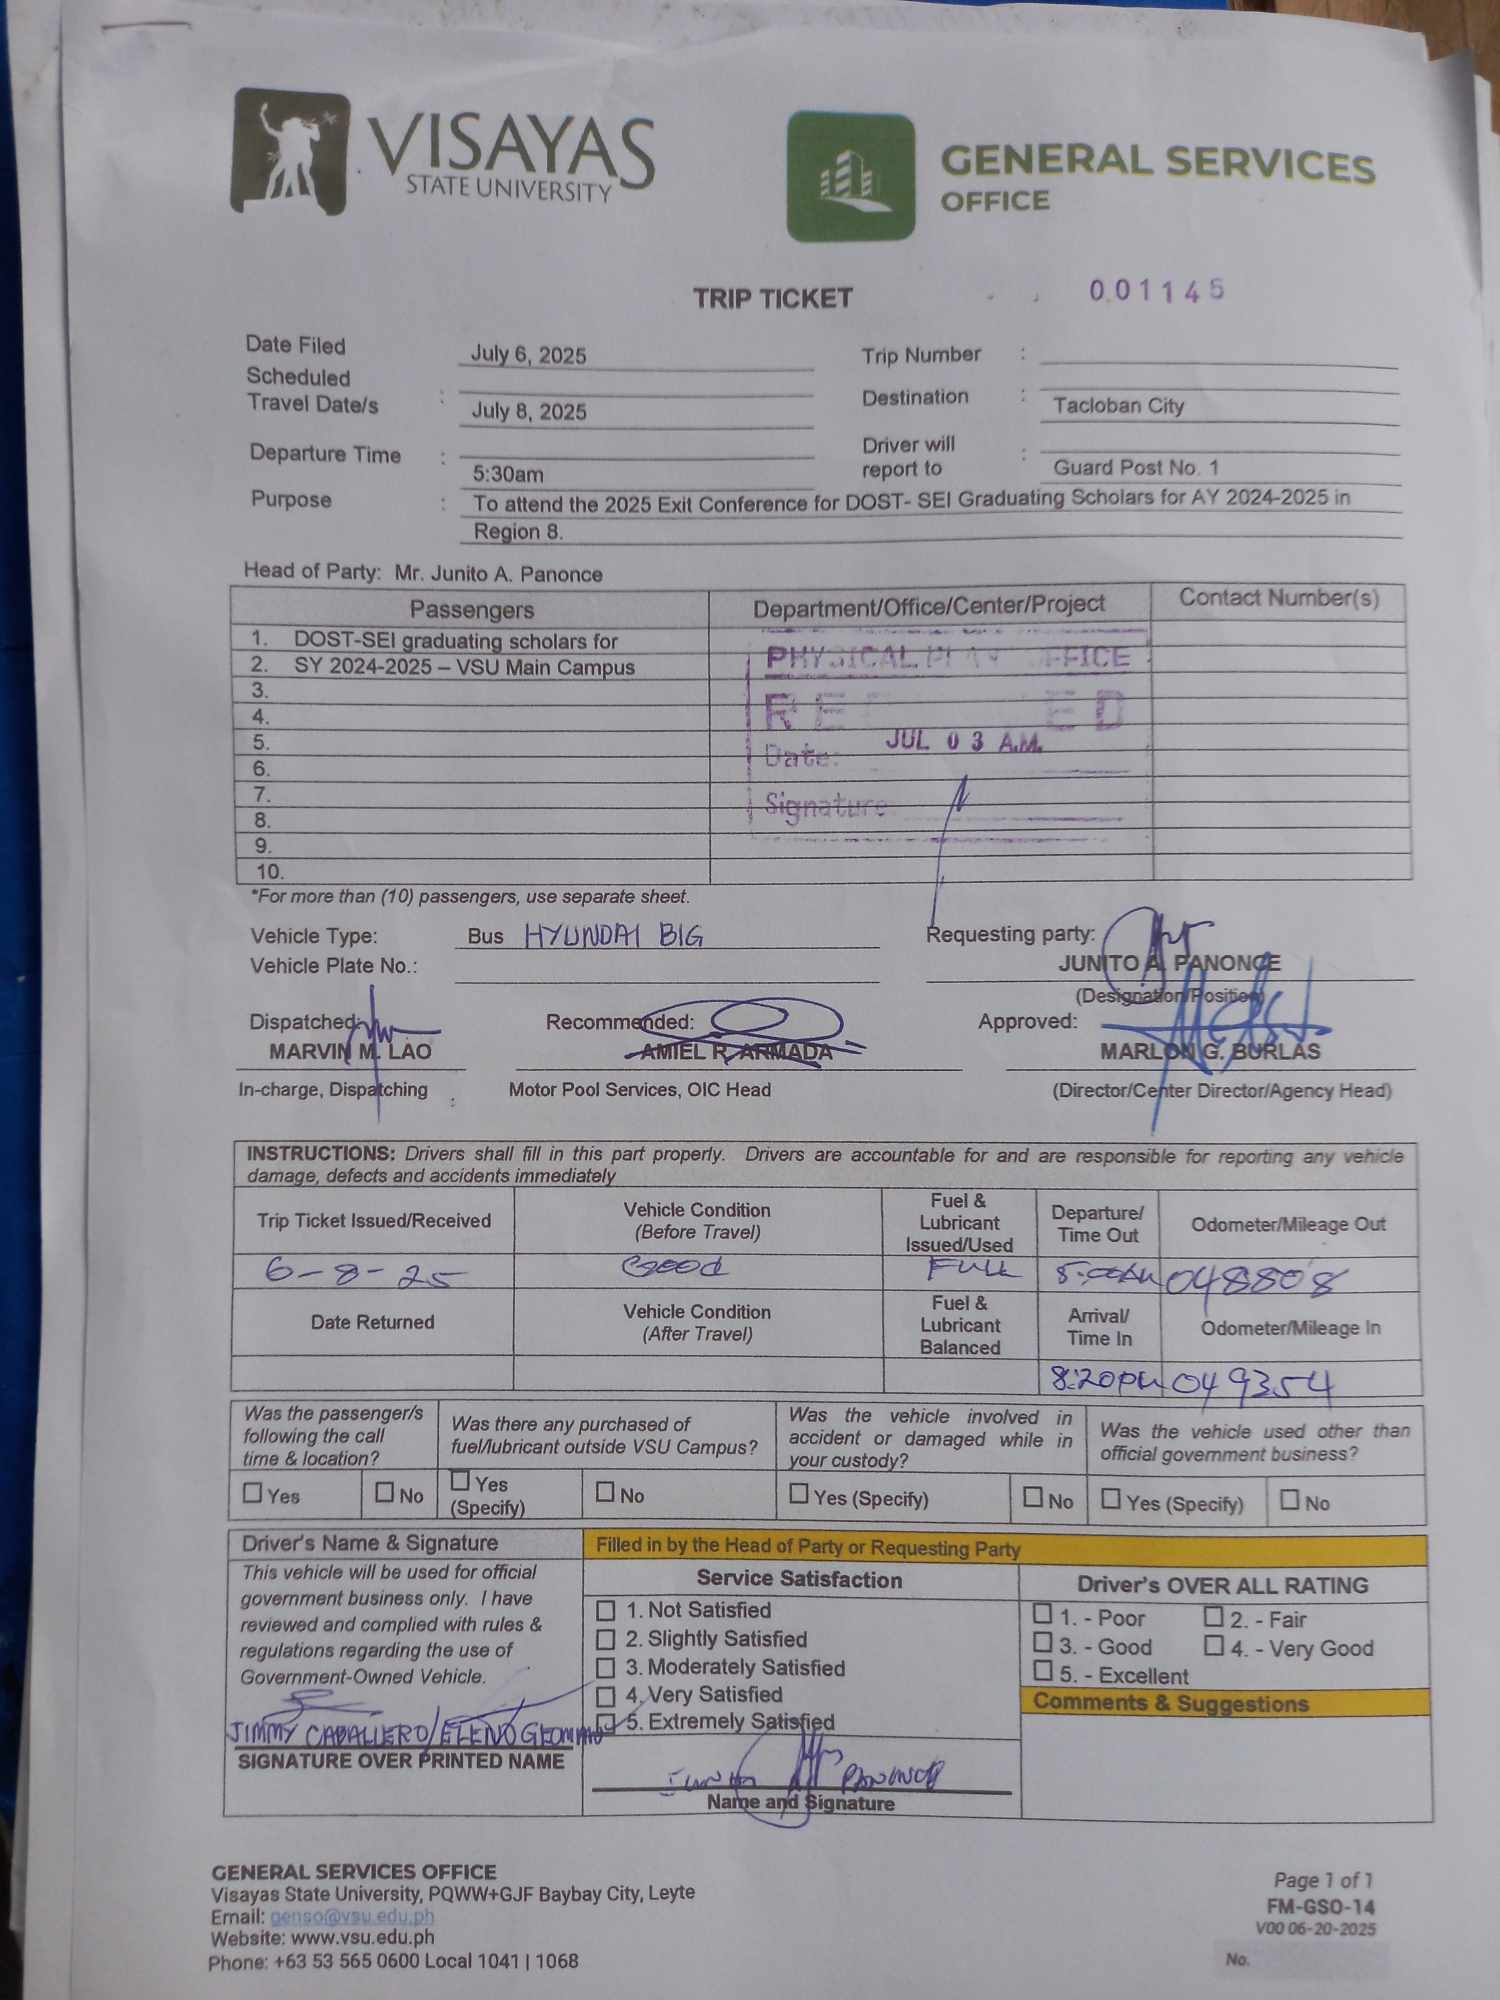 VISAYAS
STATE UNIVERSITY
GENERAL SERVICES
OFFICE
TRIP TICKET
001145
Date Filed July 6, 2025 Trip Number :
Scheduled
Travel Date/s : July 8, 2025 Destination : Tacloban City
Departure Time : 5:30am Driver will
report to : Guard Post No. 1
Purpose : To attend the 2025 Exit Conference for DOST- SEI Graduating Scholars for AY 2024-2025 in
Region 8.
Head of Party: Mr. Junito A. Panonce
Passengers Department/Office/Center/Project Contact Number(s)
1. DOST-SEI graduating scholars for
2. SY 2024-2025 – VSU Main Campus
3.
4.
5.
6.
7.
8.
9.
10.
PHYSICAL OFFICE
JUL 03 A.M.
Date:
Signature
*For more than (10) passengers, use separate sheet.
Vehicle Type: Bus HYUNDAI BIG Requesting party:
Vehicle Plate No.: JUNITO A. PANONCE
(Designation/Position)
Dispatched: Recommended: Approved:
MARVIN M. LAO AMIEL R. ARMADA MARLON G. BURLAS
In-charge, Dispatching : Motor Pool Services, OIC Head (Director/Center Director/Agency Head)
INSTRUCTIONS: Drivers shall fill in this part properly. Drivers are accountable for and are responsible for reporting any vehicle
damage, defects and accidents immediately
Trip Ticket Issued/Received Vehicle Condition
(Before Travel) Fuel &
Lubricant
Issued/Used Departure/
Time Out Odometer/Mileage Out
6-8-25 Good FULL 5:00AM 048808
Date Returned Vehicle Condition
(After Travel) Fuel &
Lubricant
Balanced Arrival/
Time In Odometer/Mileage In
8:20PM 049354
Was the passenger/s
following the call
time & location?
Was there any purchased of
fuel/lubricant outside VSU Campus?
Was the vehicle involved in
accident or damaged while in
your custody?
Was the vehicle used other than
official government business?
Yes No Yes
(Specify) No Yes (Specify) No Yes (Specify) No
Driver's Name & Signature
This vehicle will be used for official
government business only. I have
reviewed and complied with rules &
regulations regarding the use of
Government-Owned Vehicle.
JIMMY CABALLERO/ELENO
SIGNATURE OVER PRINTED NAME
Filled in by the Head of Party or Requesting Party
Service Satisfaction
1. Not Satisfied
2. Slightly Satisfied
3. Moderately Satisfied
4. Very Satisfied
5. Extremely Satisfied
PANONCE
Name and Signature
Driver's OVER ALL RATING
1. - Poor 2. - Fair
3. - Good 4. - Very Good
5. - Excellent
Comments & Suggestions
GENERAL SERVICES OFFICE
Visayas State University, PQWW+GJF Baybay City, Leyte
Email: genso@vsu.edu.ph
Website: www.vsu.edu.ph
Phone: +63 53 565 0600 Local 1041 | 1068
Page 1 of 1
FM-GSO-14
V00 06-20-2025
No.